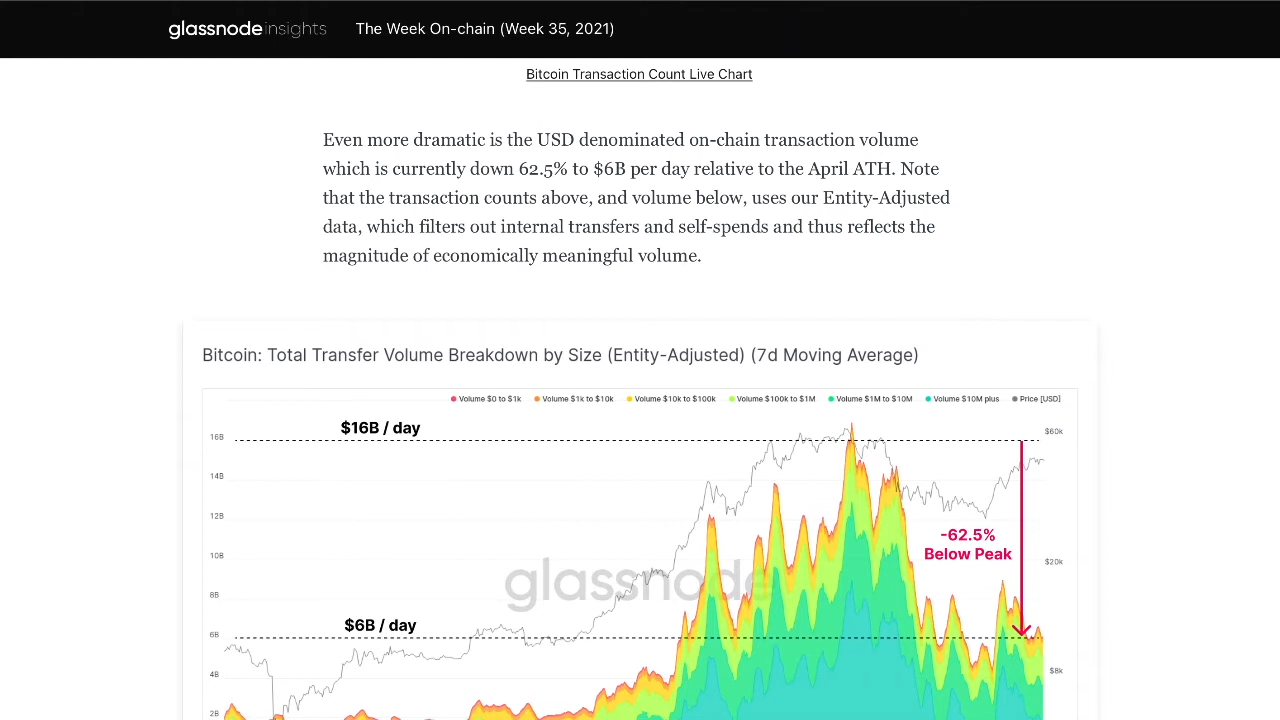 glassnode insights The Week On-chain (Week 35, 2021)
Bitcoin Transaction Count Live Chart
Even more dramatic is the USD denominated on-chain transaction volume
which is currently down 62.5% to $6B per day relative to the April ATH. Note
that the transaction counts above, and volume below, uses our Entity-Adjusted
data, which filters out internal transfers and self-spends and thus reflects the
magnitude of economically meaningful volume.
Bitcoin: Total Transfer Volume Breakdown by Size (Entity-Adjusted) (7d Moving Average)
Volume $0 to $1k Volume $1k to $10k Volume $10k to $100k Volume $100k to $1M Volume $1M to $10M Volume $10M plus Price [USD]
$16B / day
$60k
16B
14B
12B
-62.5%
Below Peak
10B
$20k
glassnode
8B
$6B / day
6B
4B
$8k
2B